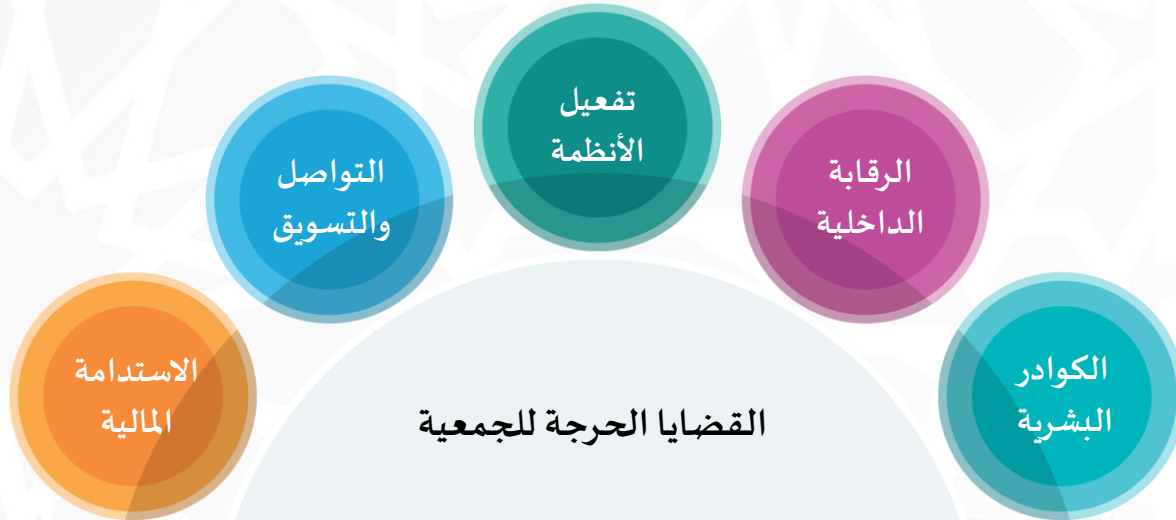 الكوادر
البشرية
الرقابة
الداخلية
تفعيل
الأنظمة
التواصل
والتسويق
الاستدامة
المالية
القضايا الحرجة للجمعية